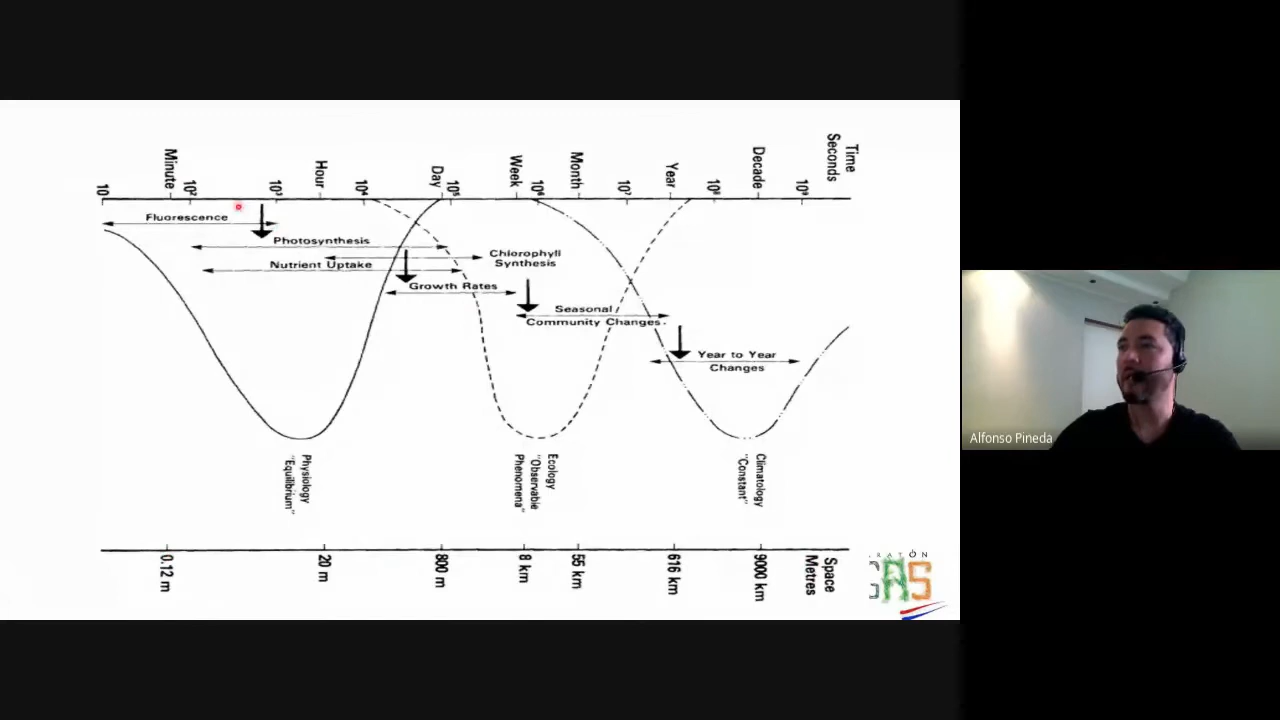 Time
Seconds
10
Minute
10²
10³
Hour
10⁴
Day
10⁵
Week
10⁶
Month
10⁷
Year
10⁸
Decade
10⁹
Fluorescence
Photosynthesis
Chlorophyll
Synthesis
Nutrient Uptake
Growth Rates
Seasonal/
Community Changes.
Year to Year
Changes
Physiology
"Equilibrium"
Ecology
"Observable
Phenomena"
Climatology
"Constant"
0.12 m
20 m
800 m
8 km
56 km
616 km
9000 km
Space
Metres
Alfonso Pineda